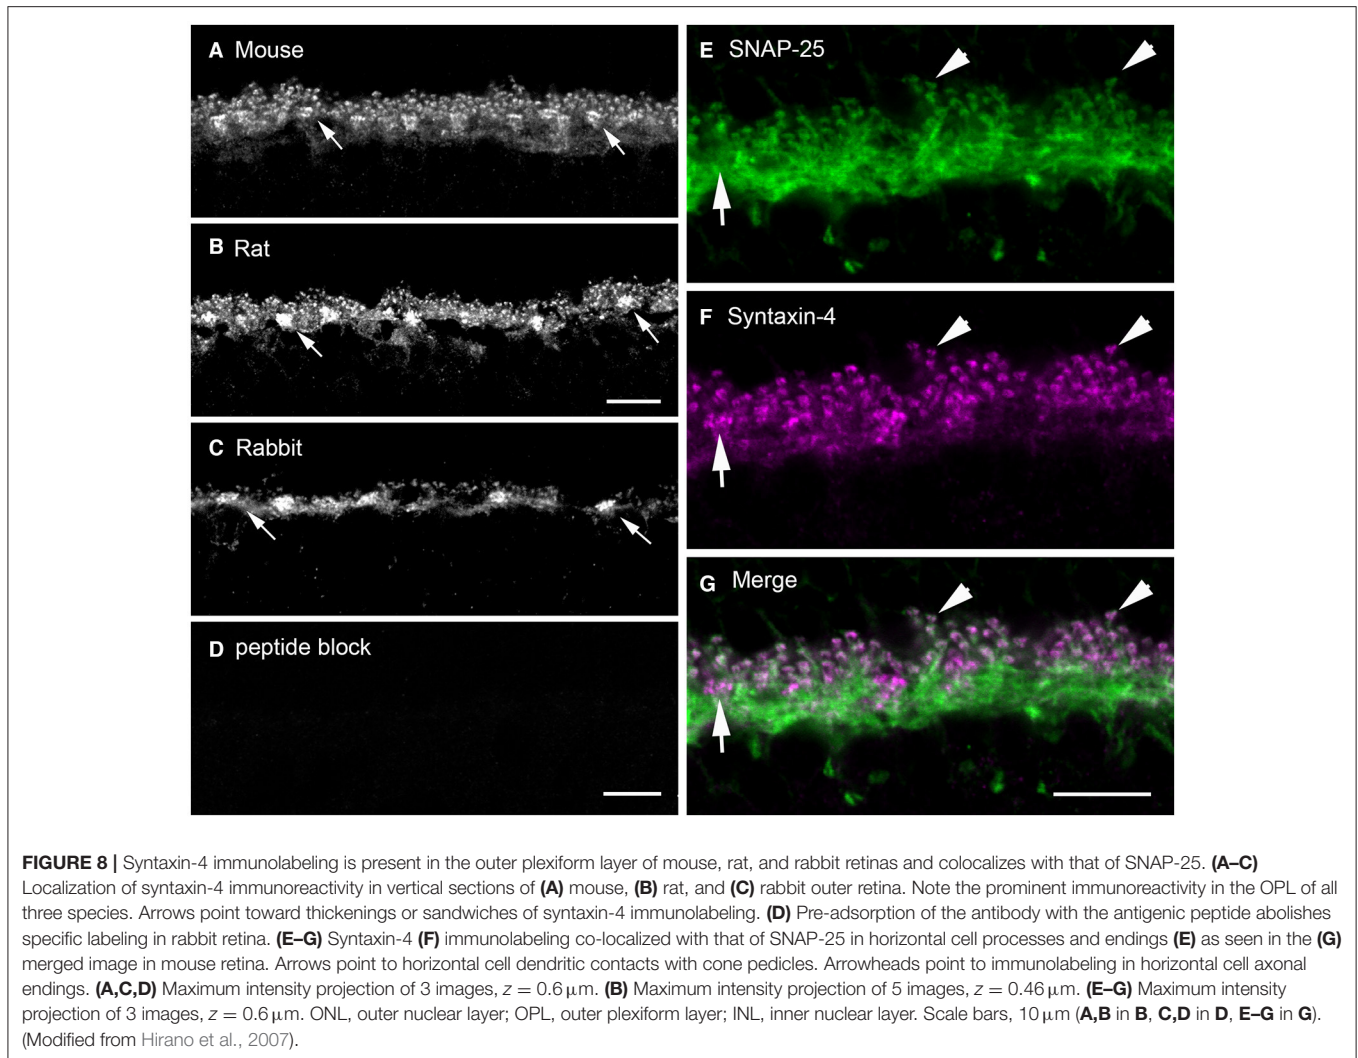 A Mouse
B Rat
C Rabbit
D peptide block
E SNAP-25
F Syntaxin-4
G Merge
FIGURE 8 | Syntaxin-4 immunolabeling is present in the outer plexiform layer of mouse, rat, and rabbit retinas and colocalizes with that of SNAP-25. (A–C)
Localization of syntaxin-4 immunoreactivity in vertical sections of (A) mouse, (B) rat, and (C) rabbit outer retina. Note the prominent immunoreactivity in the OPL of all
three species. Arrows point toward thickenings or sandwiches of syntaxin-4 immunolabeling. (D) Pre-adsorption of the antibody with the antigenic peptide abolishes
specific labeling in rabbit retina. (E–G) Syntaxin-4 (F) immunolabeling co-localized with that of SNAP-25 in horizontal cell processes and endings (E) as seen in the (G)
merged image in mouse retina. Arrows point to horizontal cell dendritic contacts with cone pedicles. Arrowheads point to immunolabeling in horizontal cell axonal
endings. (A,C,D) Maximum intensity projection of 3 images, z = 0.6 μm. (B) Maximum intensity projection of 5 images, z = 0.46 μm. (E–G) Maximum intensity
projection of 3 images, z = 0.6 μm. ONL, outer nuclear layer; OPL, outer plexiform layer; INL, inner nuclear layer. Scale bars, 10 μm (A,B in B, C,D in D, E–G in G).
(Modified from Hirano et al., 2007).